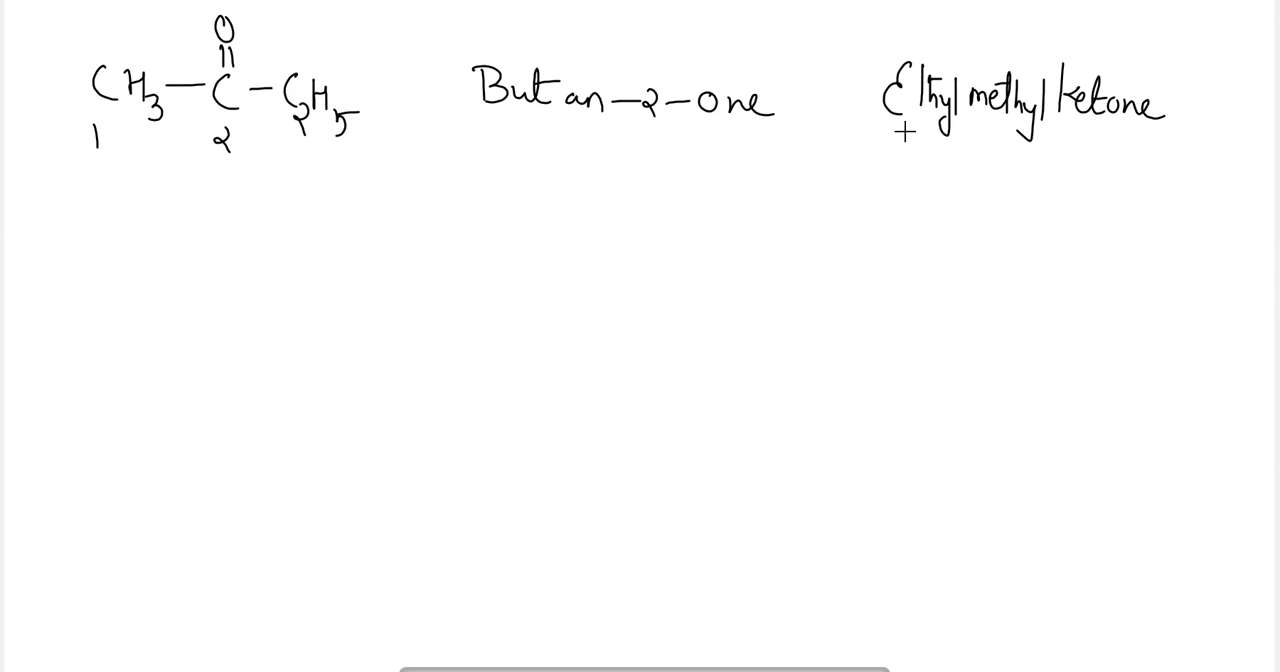 O
||
CH₃—C—C₂H₅ Butan-2-one Ethyl methyl ketone
1 2